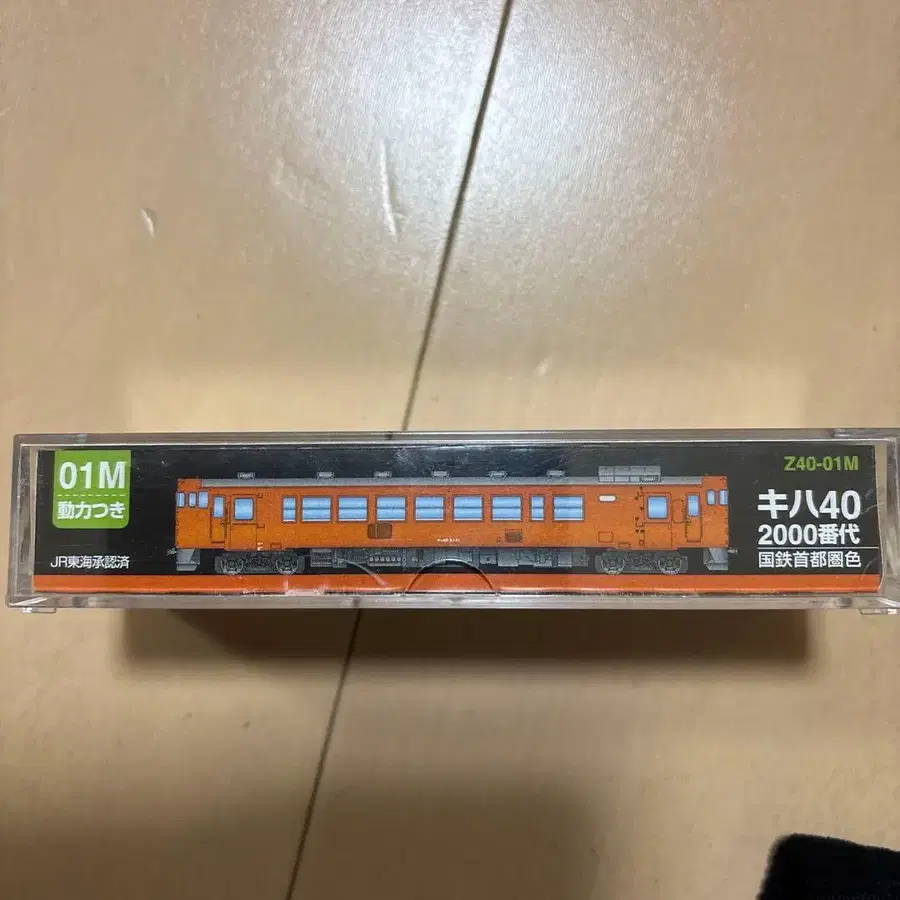 01M
動力つき
JR東海承認済
Z40-01M
キハ40
2000番代
国鉄首都圏色